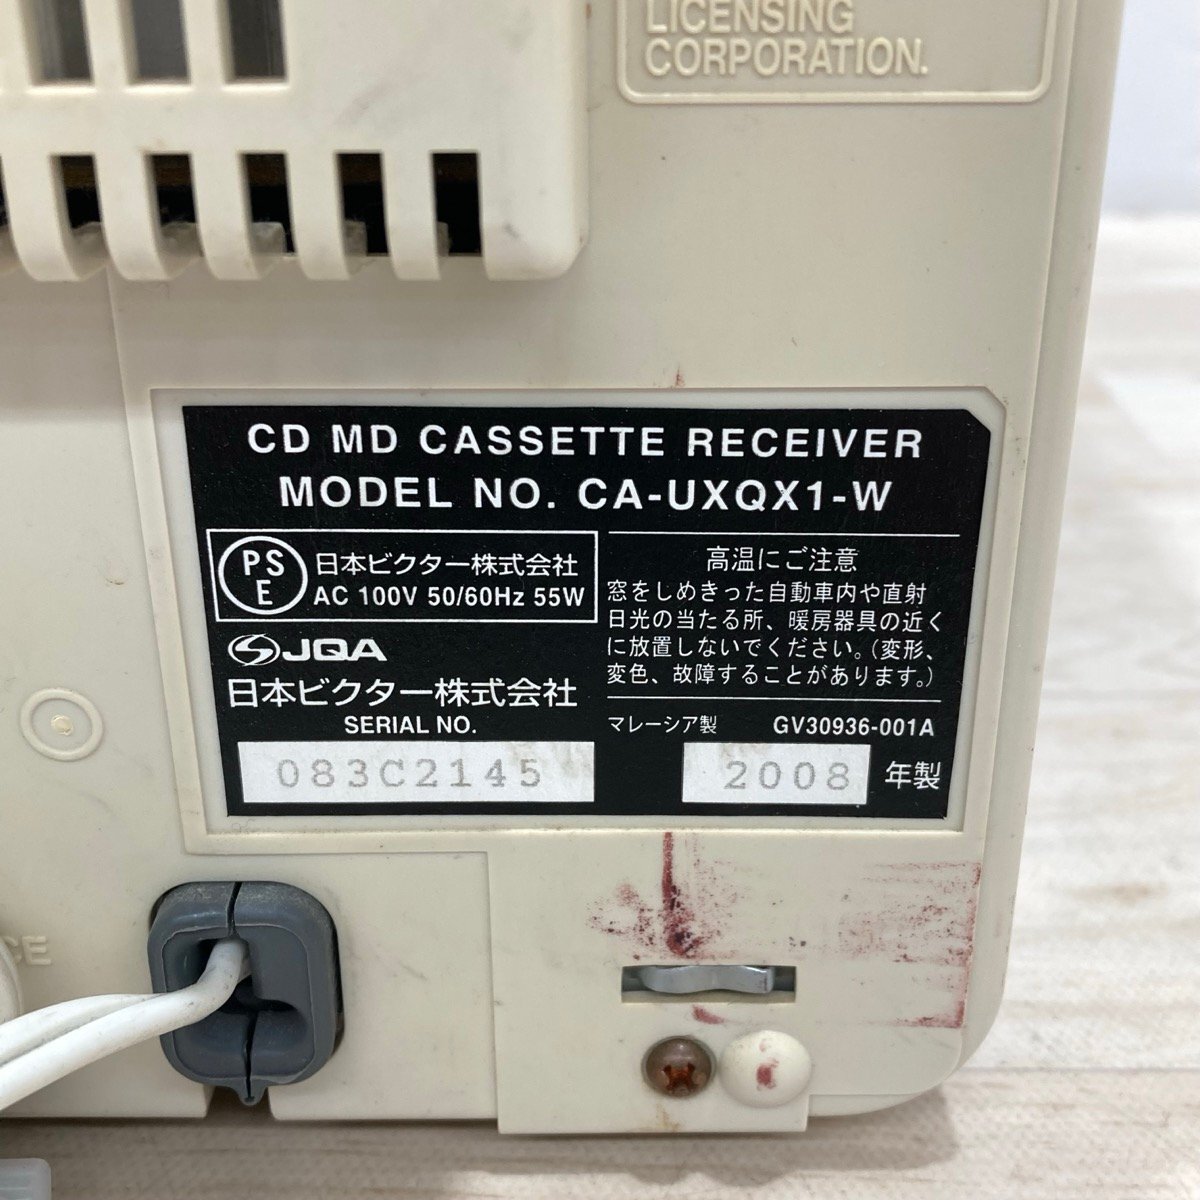 LICENSING
CORPORATION.
CD MD CASSETTE RECEIVER
MODEL NO. CA-UXQX1-W
PS
E
日本ビクター株式会社
AC 100V 50/60Hz 55W
JQA
日本ビクター株式会社
SERIAL NO.
083C2145
高温にご注意
窓をしめきった自動車内や直射
日光の当たる所、暖房器具の近く
に放置しないでください。(変形、
変色、故障することがあります。)
マレーシア製 GV30936-001A
2008 年製
CE